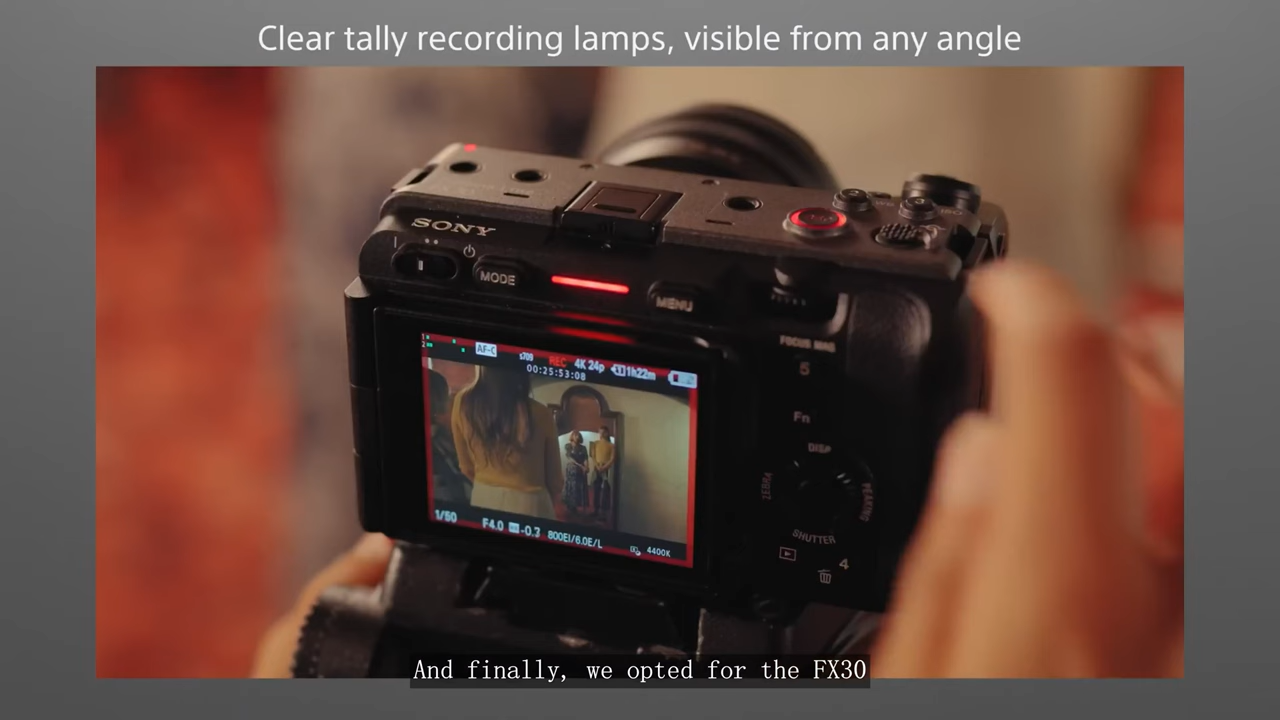 Clear tally recording lamps, visible from any angle
SONY
MODE
MENU
FOCUS MAG
5
Fn
DISP
ZEBRA
PEAKING
SHUTTER
4
AF-C
s709 REC 4K 24p 1h22m
00:25:53:08
1/50 F4.0 -0.7 800EI/6.0E/L 4400K
And finally, we opted for the FX30